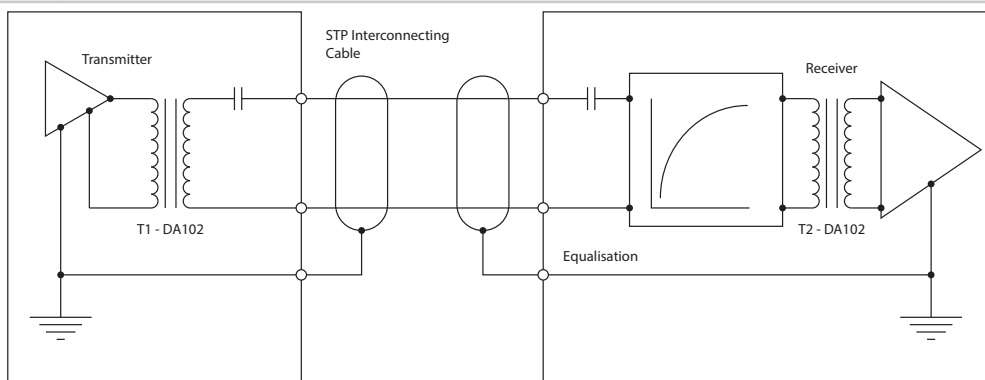 STP Interconnecting
Cable
Transmitter
Receiver
T1 - DA102
T2 - DA102
Equalisation